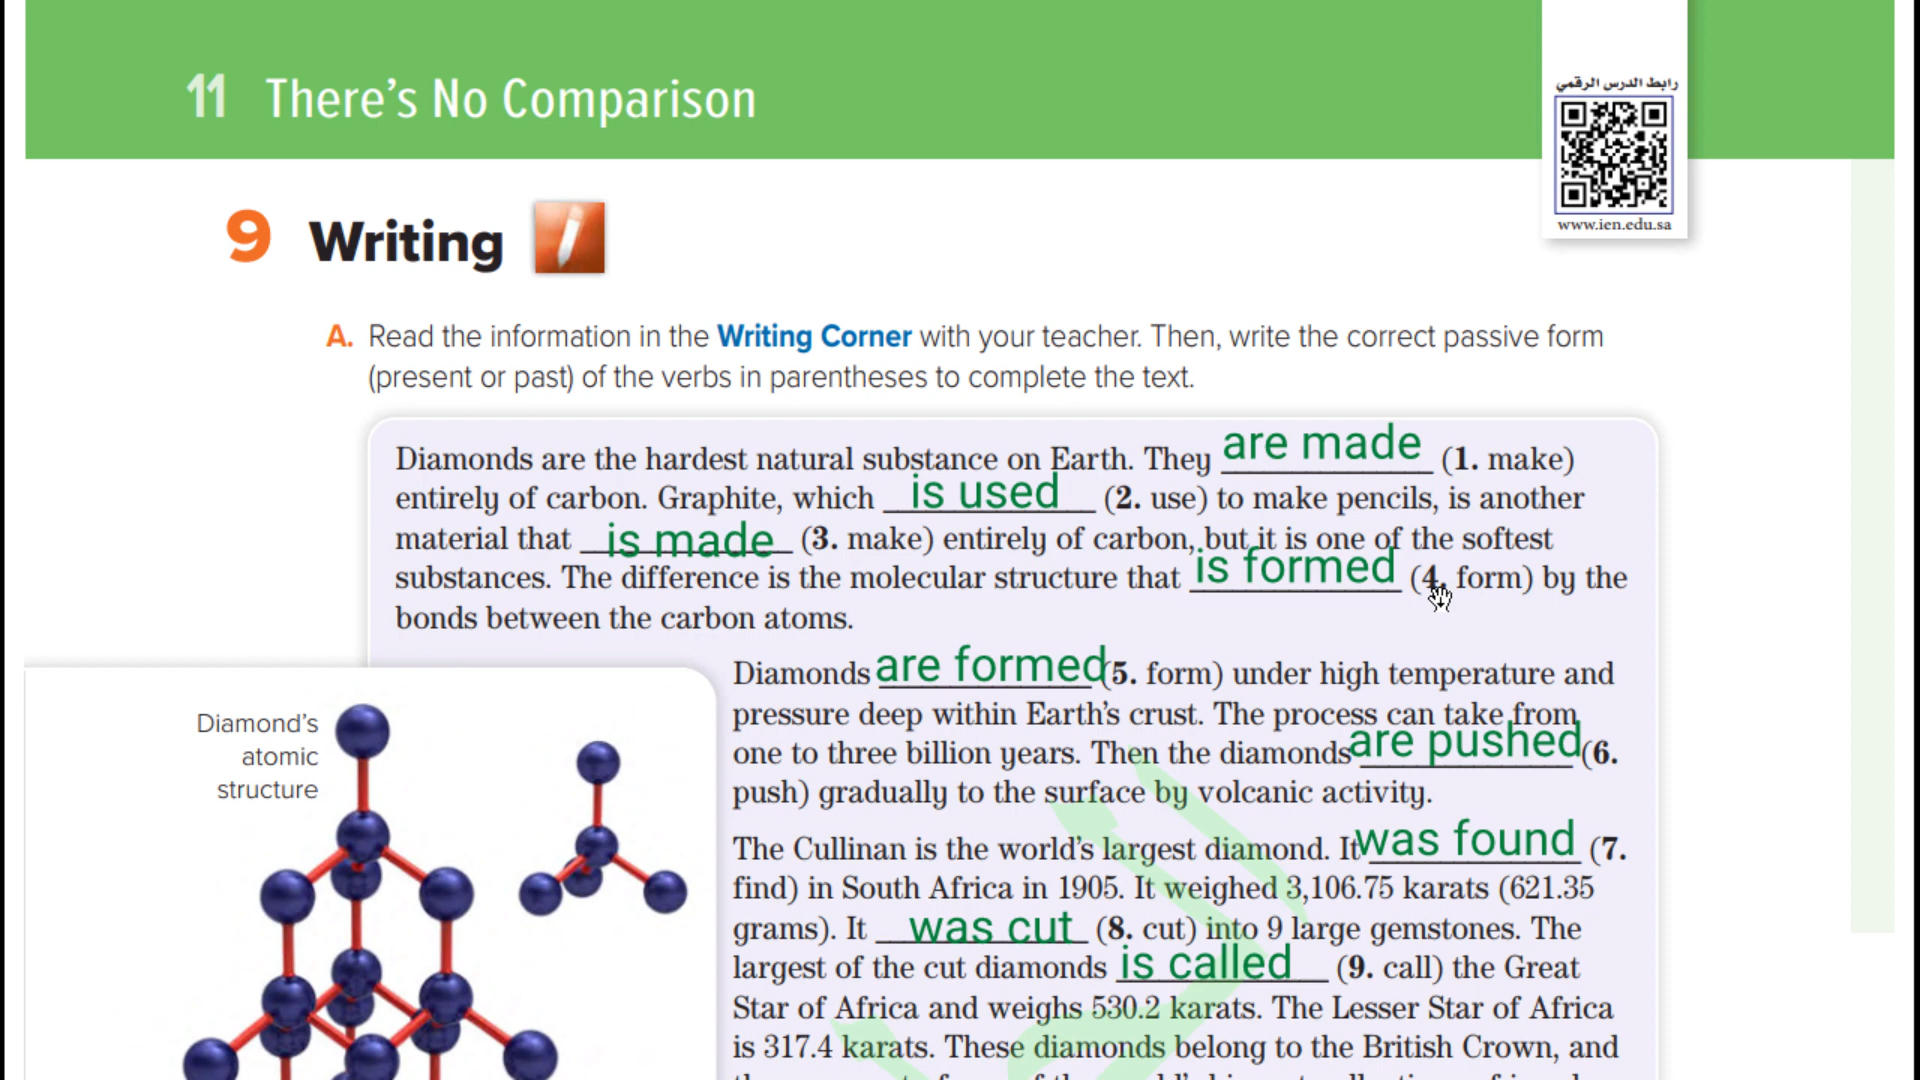 11 There's No Comparison
رابط الدرس الرقمي
www.ien.edu.sa
9 Writing
A. Read the information in the Writing Corner with your teacher. Then, write the correct passive form
(present or past) of the verbs in parentheses to complete the text.
Diamonds are the hardest natural substance on Earth. They are made (1. make)
entirely of carbon. Graphite, which is used (2. use) to make pencils, is another
material that is made (3. make) entirely of carbon, but it is one of the softest
substances. The difference is the molecular structure that is formed (4. form) by the
bonds between the carbon atoms.
Diamonds are formed (5. form) under high temperature and
pressure deep within Earth's crust. The process can take from
one to three billion years. Then the diamonds are pushed (6.
push) gradually to the surface by volcanic activity.
The Cullinan is the world's largest diamond. It was found (7.
find) in South Africa in 1905. It weighed 3,106.75 karats (621.35
grams). It was cut (8. cut) into 9 large gemstones. The
largest of the cut diamonds is called (9. call) the Great
Star of Africa and weighs 530.2 karats. The Lesser Star of Africa
is 317.4 karats. These diamonds belong to the British Crown, and
Diamond's
atomic
structure